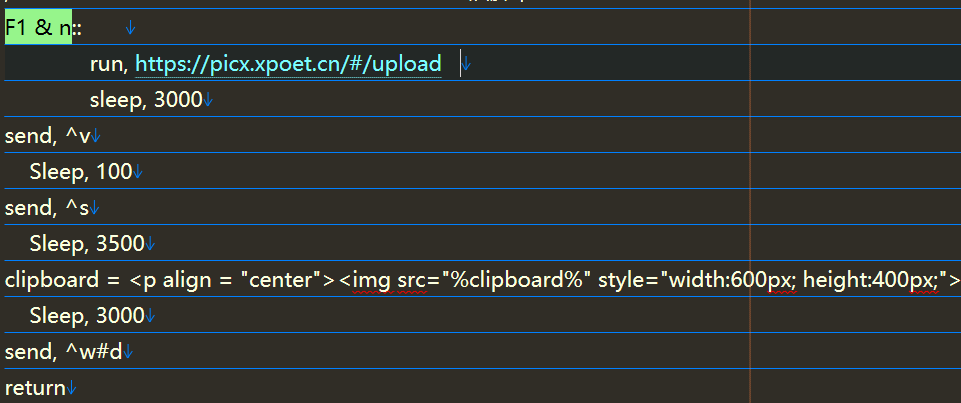 F1 & n:: ↓
run, https://picx.xpoet.cn/#/upload ↓
sleep, 3000↓
send, ^v↓
Sleep, 100↓
send, ^s↓
Sleep, 3500↓
clipboard = <p align = "center"><img src="%clipboard%" style="width:600px; height:400px;">
Sleep, 3000↓
send, ^w#d↓
return↓